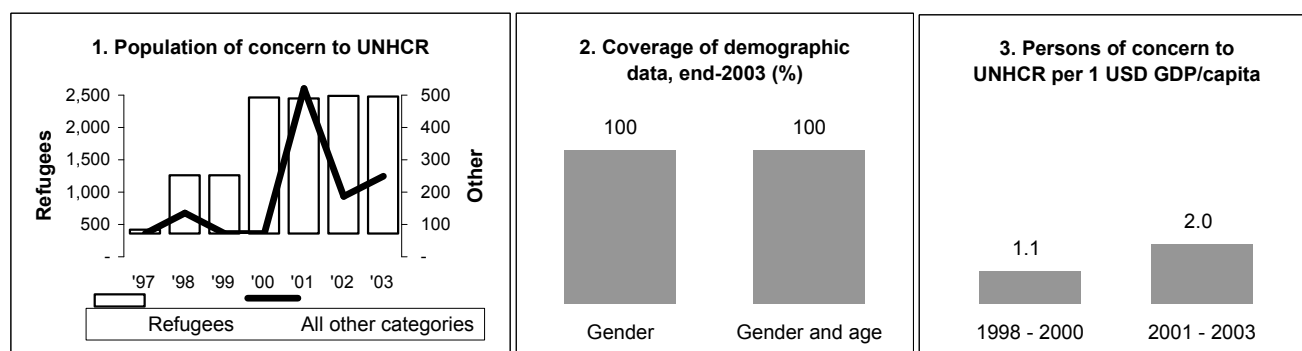 1. Population of concern to UNHCR
Refugees
2,500
2,000
1,500
1,000
500
-
500
400
300
200
100
-
Other
'97 '98 '99 '00 '01 '02 '03
Refugees All other categories
2. Coverage of demographic
data, end-2003 (%)
100 100
Gender Gender and age
3. Persons of concern to
UNHCR per 1 USD GDP/capita
1.1 2.0
1998 - 2000 2001 - 2003